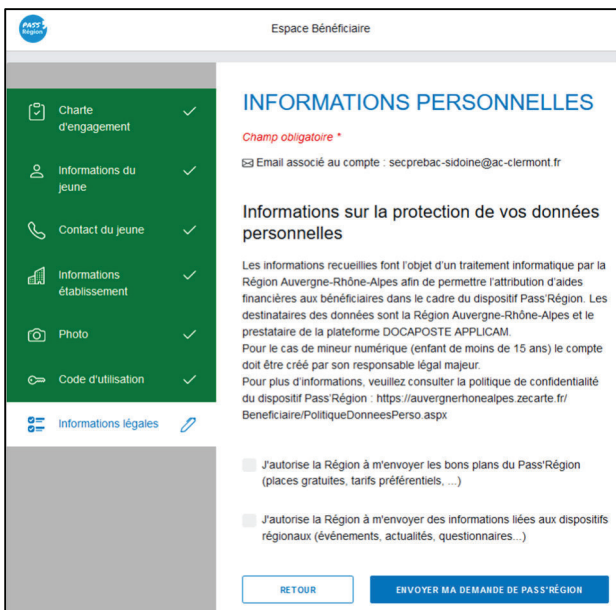 PASS'
Région
Espace Bénéficiaire
Charte
d'engagement
Informations du
jeune
Contact du jeune
Informations
établissement
Photo
Code d'utilisation
Informations légales
INFORMATIONS PERSONNELLES
Champ obligatoire *
Email associé au compte : secprebac-sidoine@ac-clermont.fr
Informations sur la protection de vos données
personnelles
Les informations recueillies font l'objet d'un traitement informatique par la
Région Auvergne-Rhône-Alpes afin de permettre l'attribution d'aides
financières aux bénéficiaires dans le cadre du dispositif Pass'Région. Les
destinataires des données sont la Région Auvergne-Rhône-Alpes et le
prestataire de la plateforme DOCAPOSTE APPLICAM.
Pour le cas de mineur numérique (enfant de moins de 15 ans) le compte
doit être créé par son responsable légal majeur.
Pour plus d'informations, veuillez consulter la politique de confidentialité
du dispositif Pass'Région : https://auvergnerhonealpes.zecarte.fr/
Beneficiaire/PolitiqueDonneesPerso.aspx
J'autorise la Région à m'envoyer les bons plans du Pass'Région
(places gratuites, tarifs préférentiels, ...)
J'autorise la Région à m'envoyer des informations liées aux dispositifs
régionaux (événements, actualités, questionnaires...)
RETOUR
ENVOYER MA DEMANDE DE PASS'RÉGION